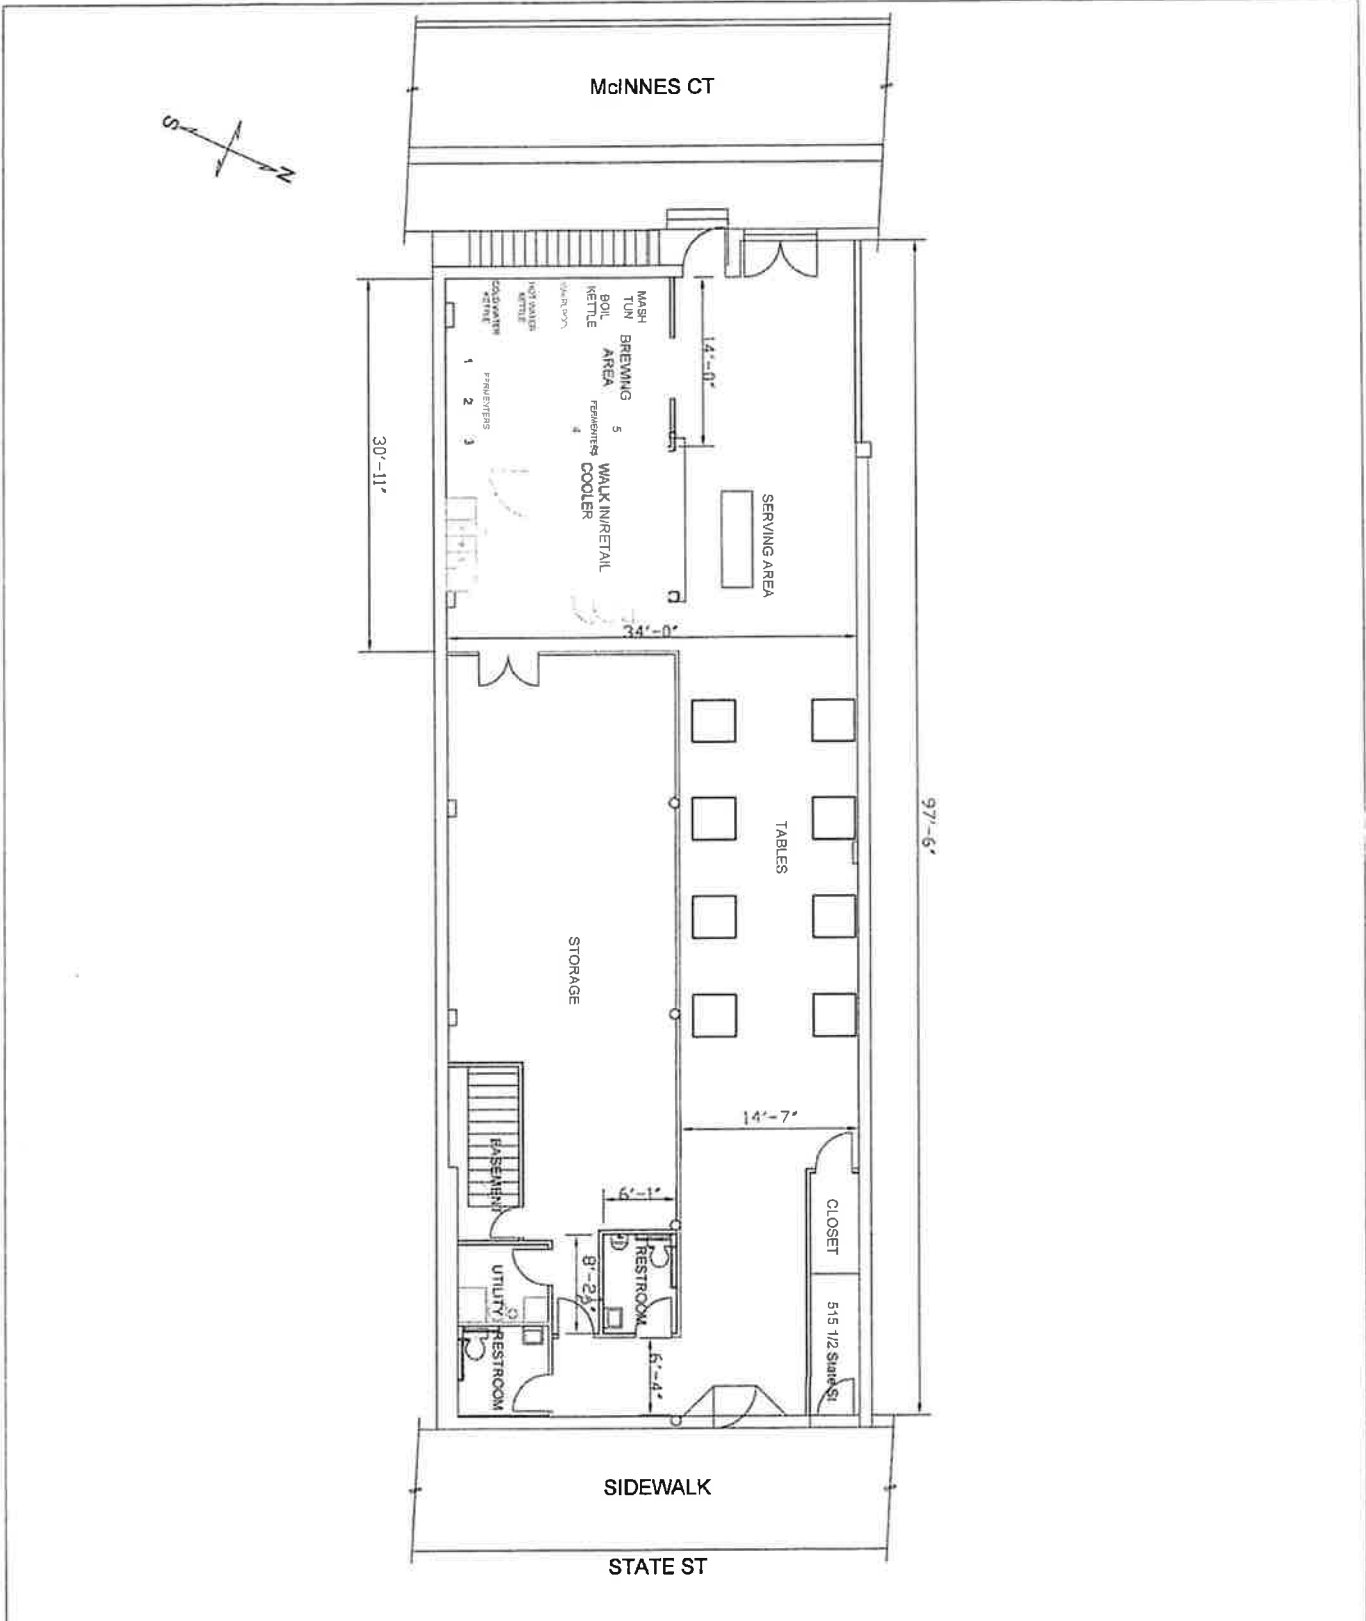 McINNES CT
S
N
MASH
TUN
BOIL
KETTLE
HOT WATER
KETTLE
COLD WATER
KETTLE
BREWING
AREA
14'-0"
1 2 3
FERMENTERS
5
FERMENTERS
4
30'-11"
WALK IN/RETAIL
COOLER
SERVING AREA
34'-0"
97'-6"
TABLES
STORAGE
14'-7"
BASEMENT
6'-1"
CLOSET
RESTROOM
UTILITY
515 1/2 State St
RESTROOM
6'-4"
SIDEWALK
STATE ST